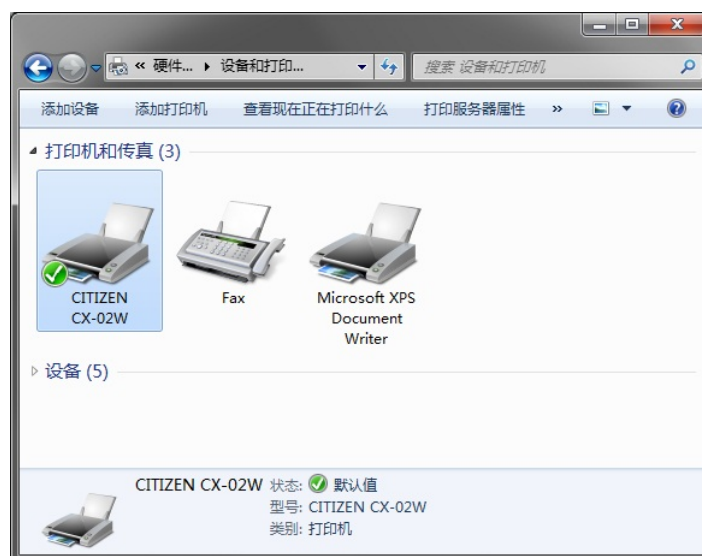 « 硬件... ▸ 设备和打印... 搜索 设备和打印机
添加设备 添加打印机 查看现在正在打印什么 打印服务器属性 »
打印机和传真 (3)
CITIZEN
CX-02W
Fax
Microsoft XPS
Document
Writer
设备 (5)
CITIZEN CX-02W 状态: 默认值
型号: CITIZEN CX-02W
类别: 打印机